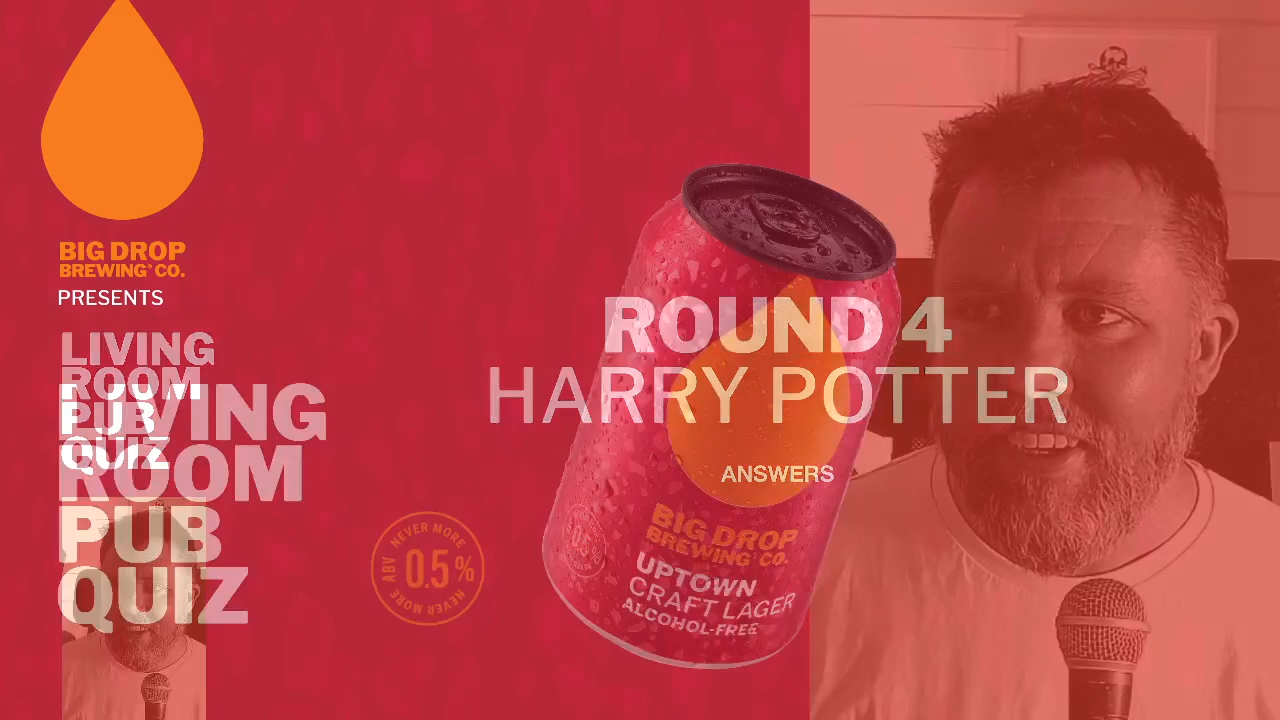 BIG DROP
BREWING® CO.
PRESENTS
LIVING
ROOM
PUB
QUIZ
LIVING
ROOM
PUB
QUIZ
ABV NEVER MORE
0.5%
NEVER MORE
ROUND 4
HARRY POTTER
ANSWERS
BIG DROP
BREWING CO.
UPTOWN
CRAFT LAGER
ALCOHOL-FREE